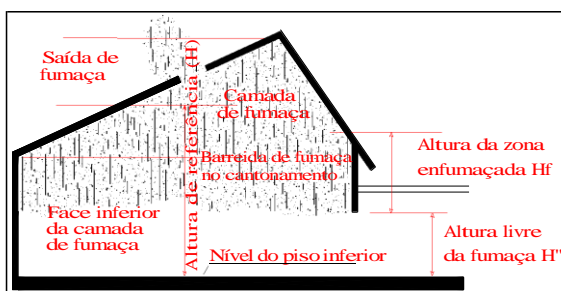 Saída de
fumaça
Altura de referência (H)
Camada
de fumaça
Barreida de fumaça
no cantonamento
Altura da zona
enfumaçada Hf
Face inferior
da camada
de fumaça
Nível do piso inferior
Altura livre
da fumaça H"